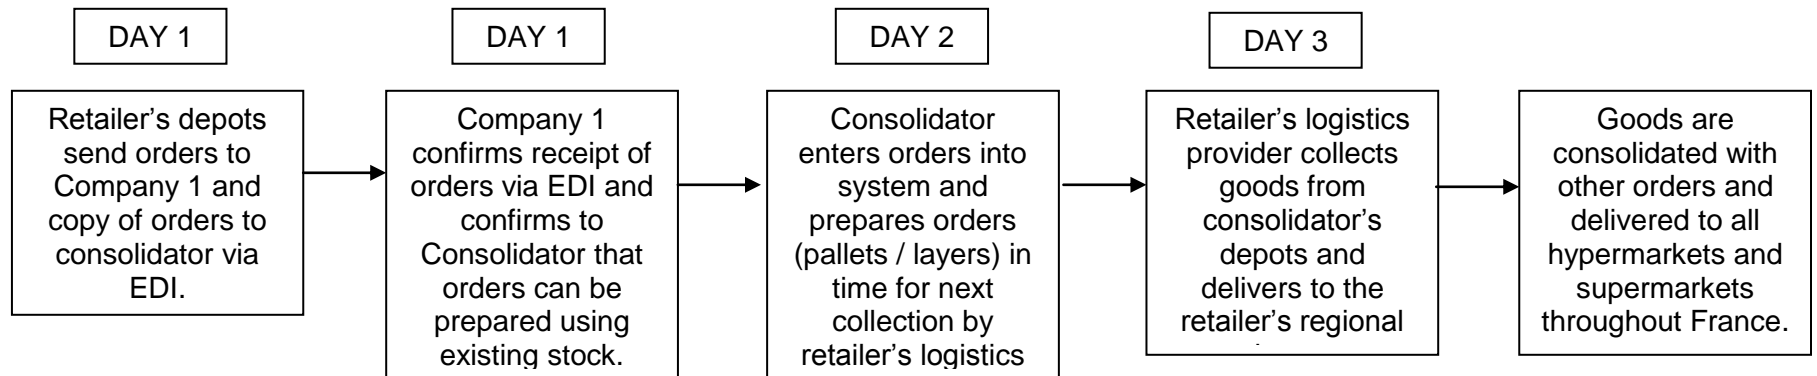 DAY 1
Retailer’s depots
send orders to
Company 1 and
copy of orders to
consolidator via
EDI.
DAY 1
Company 1
confirms receipt of
orders via EDI and
confirms to
Consolidator that
orders can be
prepared using
existing stock.
DAY 2
Consolidator
enters orders into
system and
prepares orders
(pallets / layers) in
time for next
collection by
retailer’s logistics
DAY 3
Retailer’s logistics
provider collects
goods from
consolidator’s
depots and
delivers to the
retailer’s regional
Goods are
consolidated with
other orders and
delivered to all
hypermarkets and
supermarkets
throughout France.